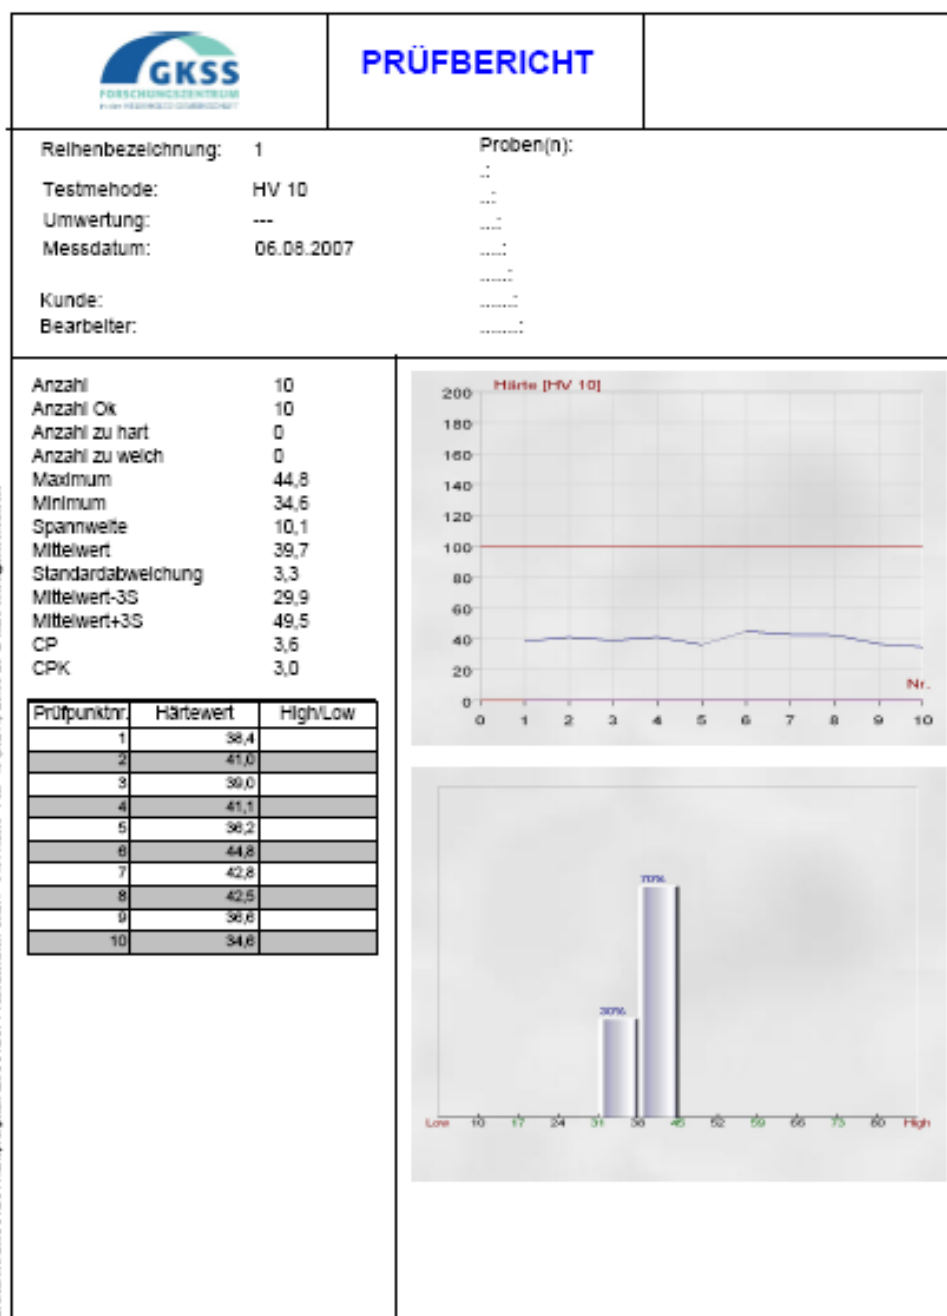 GKSS
FORSCHUNGSZENTRUM
in der HELMHOLTZ-GEMEINSCHAFT
PRÜFBERICHT
Reihenbezeichnung: 1
Testmehode: HV 10
Umwertung: ---
Messdatum: 06.08.2007
Kunde:
Bearbeiter:
Proben(n):
.:
..:
...:
....:
.....:
......:
.......:
Anzahl 10
Anzahl Ok 10
Anzahl zu hart 0
Anzahl zu weich 0
Maximum 44,8
Minimum 34,6
Spannweite 10,1
Mittelwert 39,7
Standardabweichung 3,3
Mittelwert-3S 29,9
Mittelwert+3S 49,5
CP 3,6
CPK 3,0
Prüfpunktnr. Härtewert High/Low
1 38,4
2 41,0
3 39,0
4 41,1
5 36,2
6 44,8
7 42,8
8 42,5
9 36,6
10 34,6
Härte [HV 10]
200
180
160
140
120
100
80
60
40
20
0
Nr.
0 1 2 3 4 5 6 7 8 9 10
70%
30%
Low 10 17 24 31 38 45 52 59 66 73 80 High